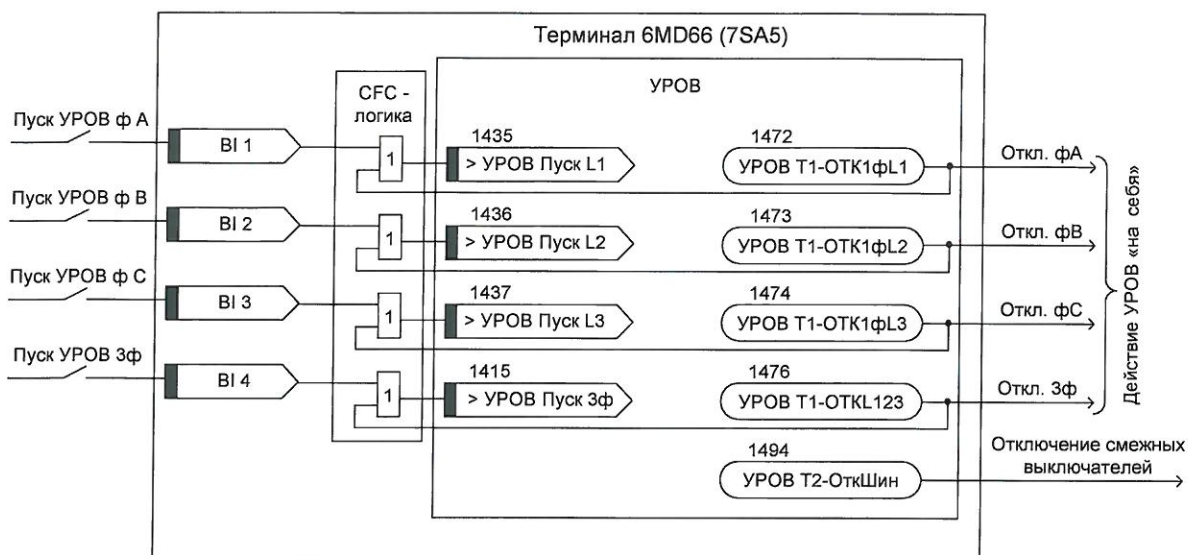 Терминал 6MD66 (7SA5)
УРОВ
CFC -
логика
Пуск УРОВ ф А
BI 1
1
1435
> УРОВ Пуск L1
1472
УРОВ Т1-ОТК1фL1
Откл. фА
Пуск УРОВ ф В
BI 2
1
1436
> УРОВ Пуск L2
1473
УРОВ Т1-ОТК1фL2
Откл. фВ
Пуск УРОВ ф С
BI 3
1
1437
> УРОВ Пуск L3
1474
УРОВ Т1-ОТК1фL3
Откл. фС
Пуск УРОВ 3ф
BI 4
1
1415
> УРОВ Пуск 3ф
1476
УРОВ Т1-ОТКL123
Откл. 3ф
Действие УРОВ «на себя»
1494
УРОВ Т2-ОткШин
Отключение смежных
выключателей